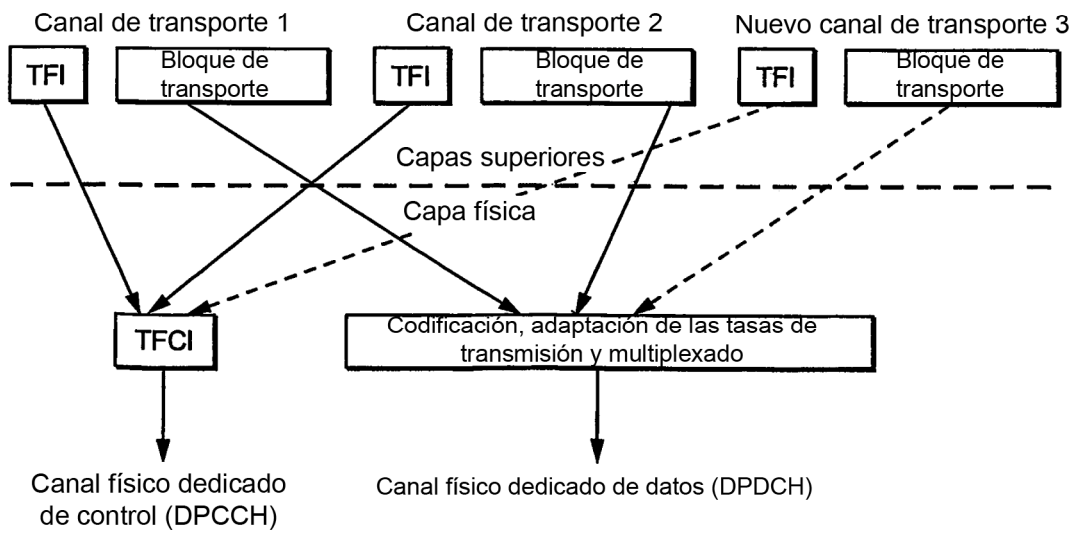 Canal de transporte 1
Canal de transporte 2
Nuevo canal de transporte 3
TFI
Bloque de
transporte
TFI
Bloque de
transporte
TFI
Bloque de
transporte
Capas superiores
Capa física
TFCI
Codificación, adaptación de las tasas de
transmisión y multiplexado
Canal físico dedicado
de control (DPCCH)
Canal físico dedicado de datos (DPDCH)